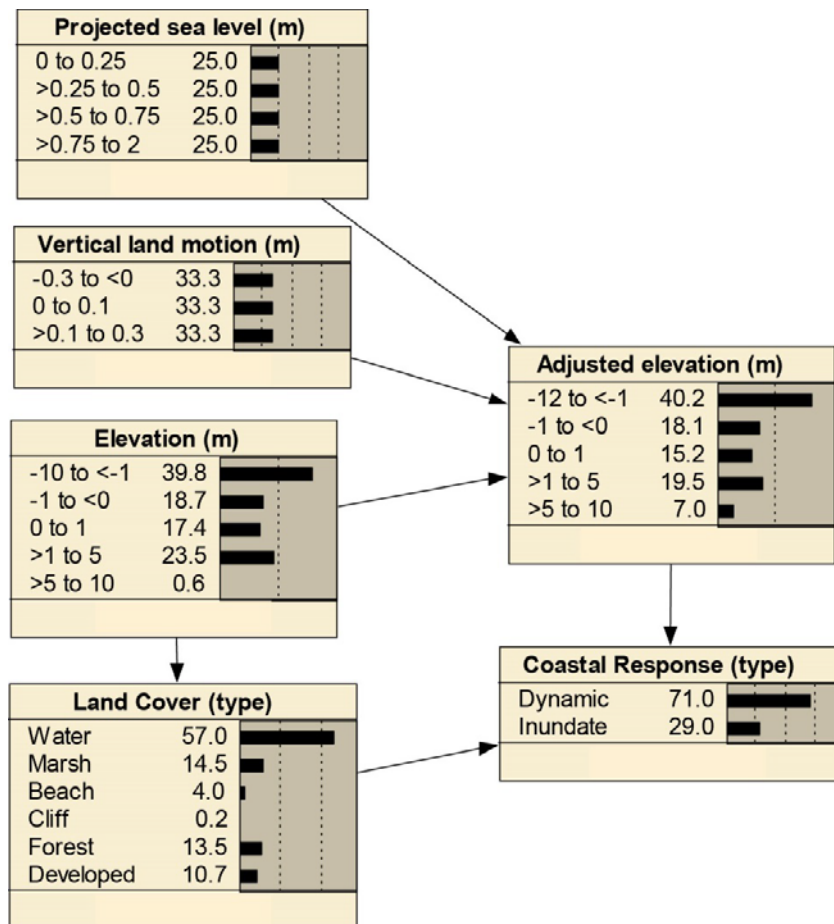 Projected sea level (m)
0 to 0.25 25.0
>0.25 to 0.5 25.0
>0.5 to 0.75 25.0
>0.75 to 2 25.0
Vertical land motion (m)
-0.3 to <0 33.3
0 to 0.1 33.3
>0.1 to 0.3 33.3
Elevation (m)
-10 to <-1 39.8
-1 to <0 18.7
0 to 1 17.4
>1 to 5 23.5
>5 to 10 0.6
Adjusted elevation (m)
-12 to <-1 40.2
-1 to <0 18.1
0 to 1 15.2
>1 to 5 19.5
>5 to 10 7.0
Land Cover (type)
Water 57.0
Marsh 14.5
Beach 4.0
Cliff 0.2
Forest 13.5
Developed 10.7
Coastal Response (type)
Dynamic 71.0
Inundate 29.0